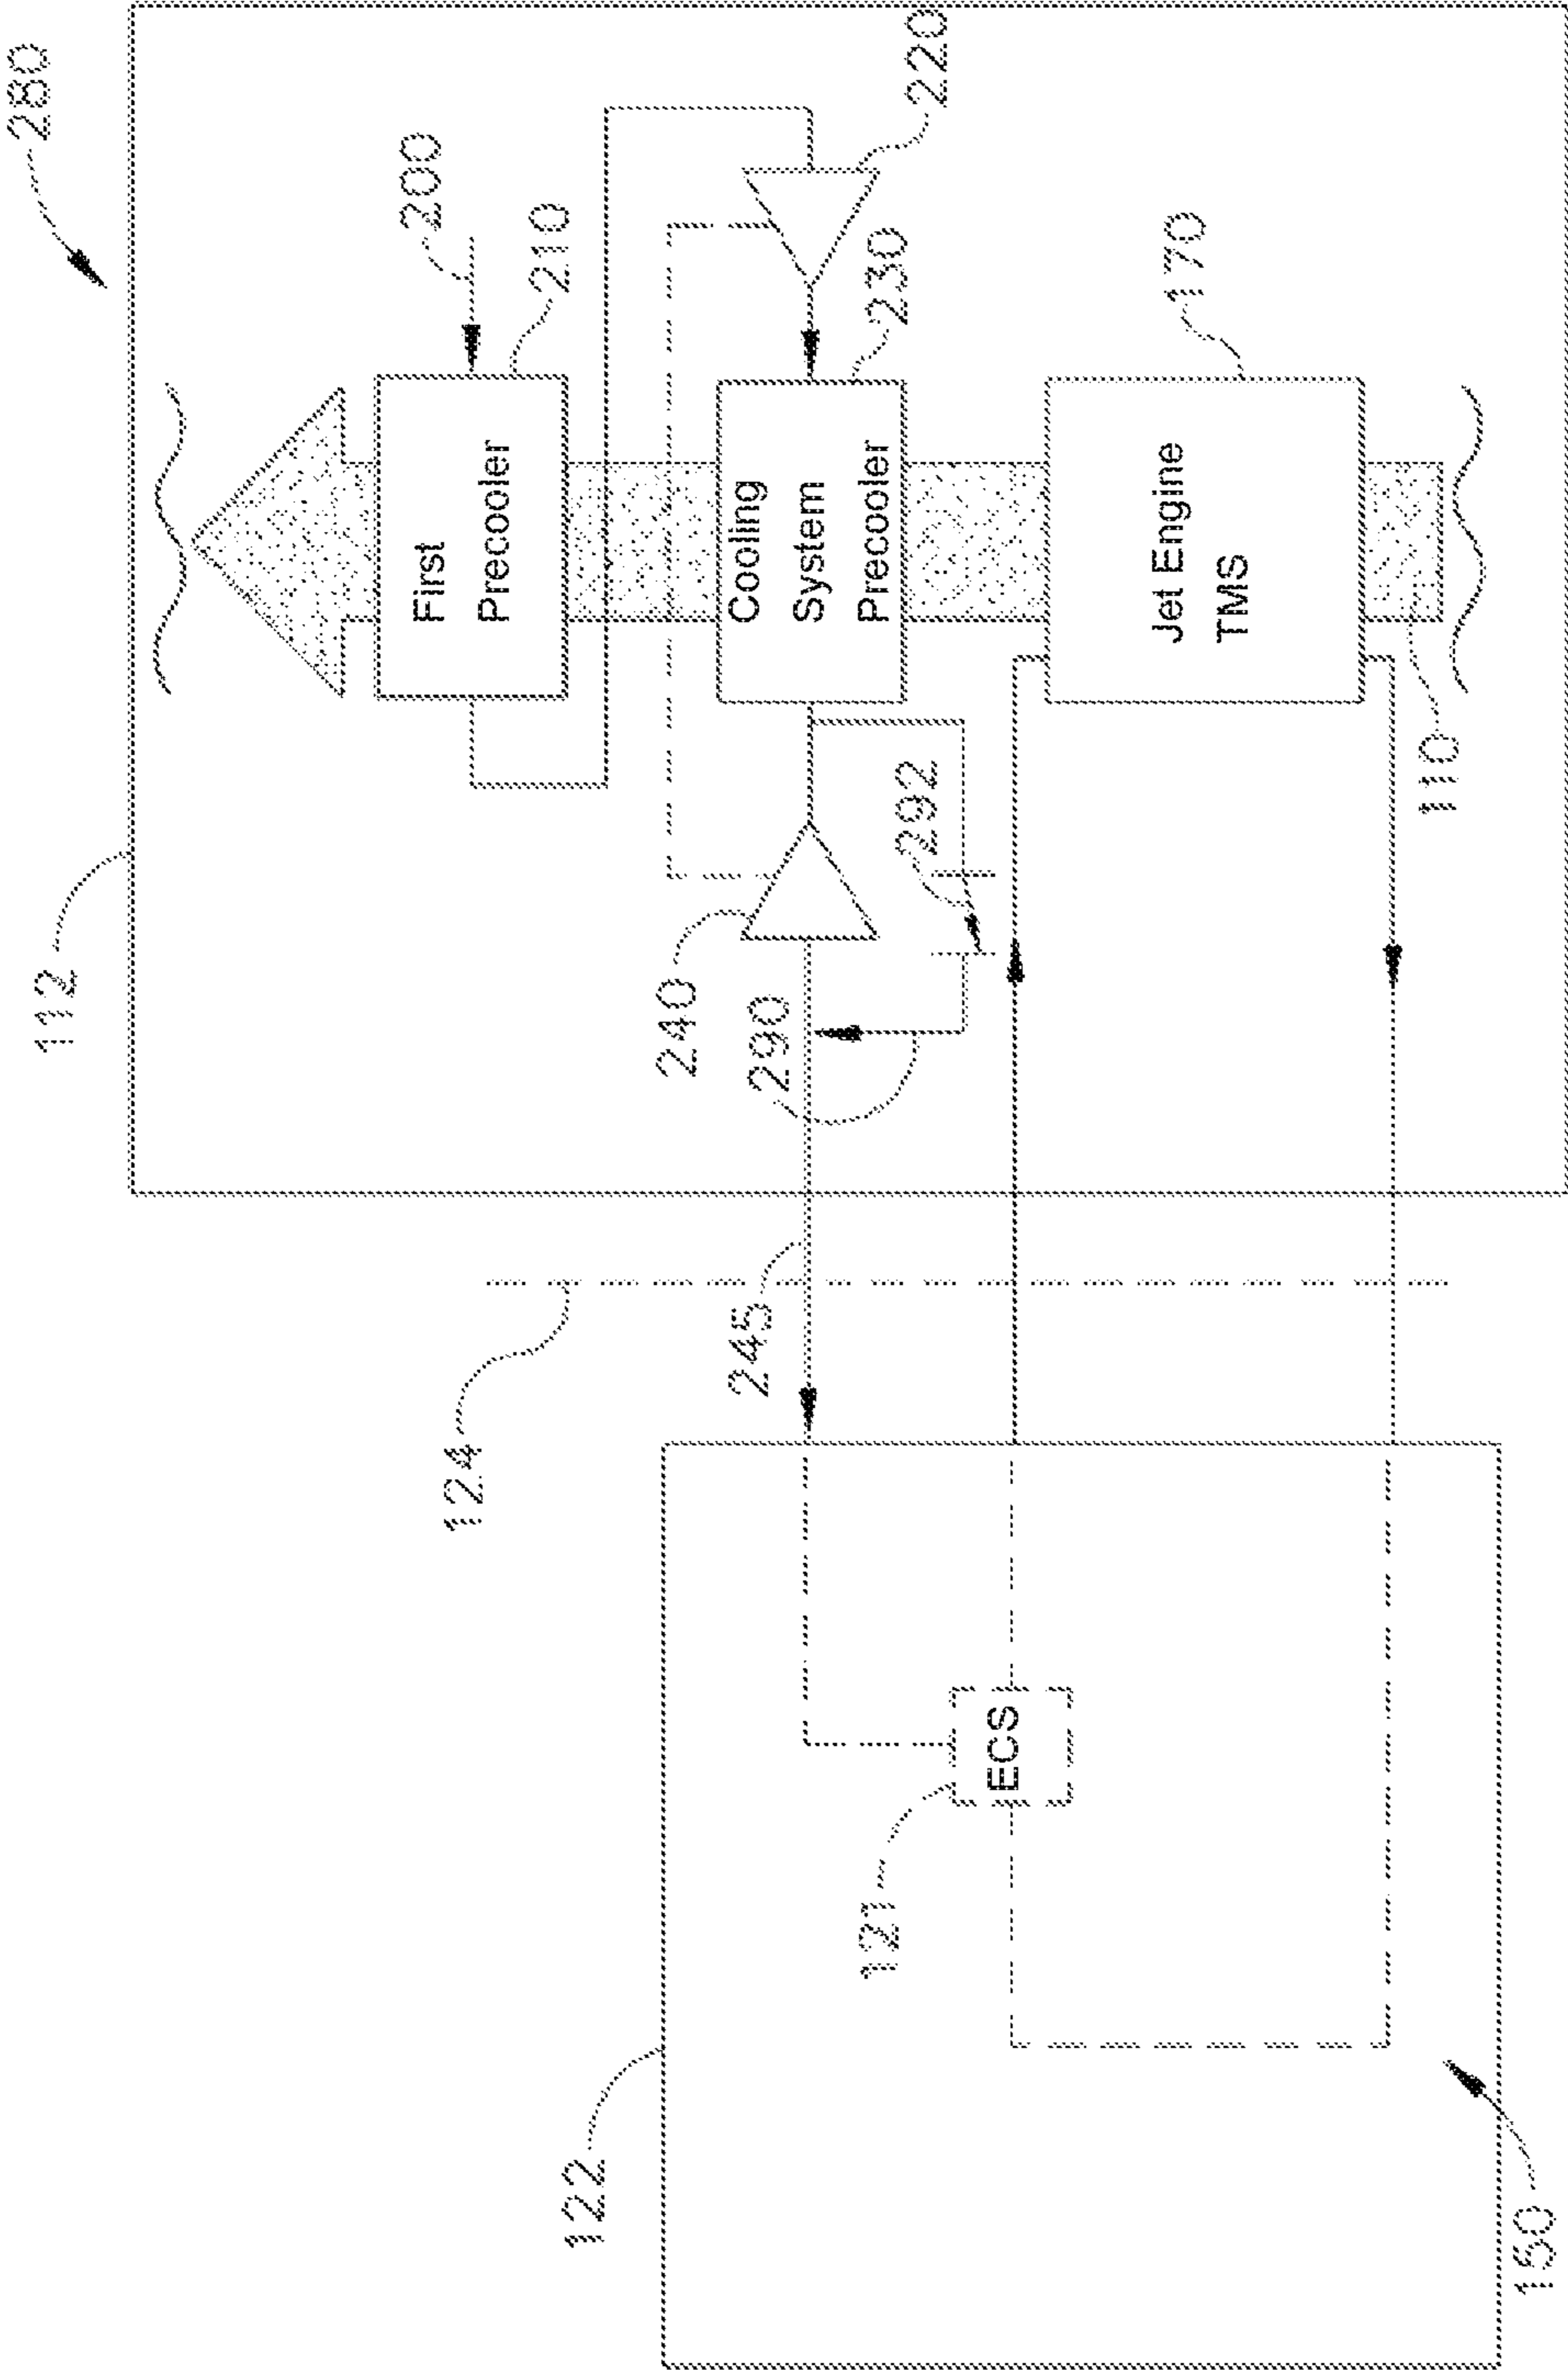 280
112
200
210
First
Precooler
220
Cooling
System
Precooler
230
240
290
292
Jet Engine
TMS
170
110
245
124
122
121
ECS
150